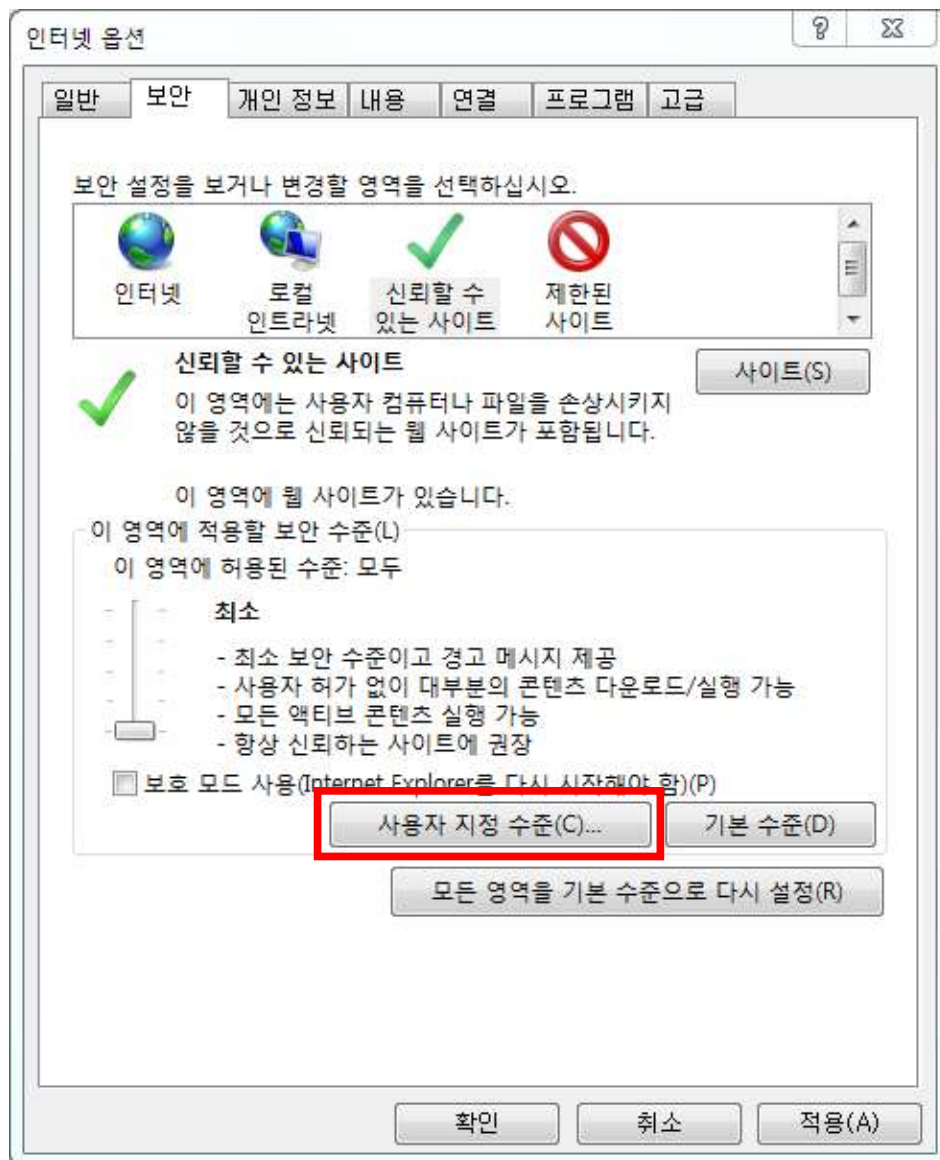 인터넷 옵션
일반 보안 개인 정보 내용 연결 프로그램 고급
보안 설정을 보거나 변경할 영역을 선택하십시오.
인터넷
로컬
인트라넷
신뢰할 수
있는 사이트
제한된
사이트
신뢰할 수 있는 사이트
사이트(S)
이 영역에는 사용자 컴퓨터나 파일을 손상시키지
않을 것으로 신뢰되는 웹 사이트가 포함됩니다.
이 영역에 웹 사이트가 있습니다.
이 영역에 적용할 보안 수준(L)
이 영역에 허용된 수준: 모두
최소
- 최소 보안 수준이고 경고 메시지 제공
- 사용자 허가 없이 대부분의 콘텐츠 다운로드/실행 가능
- 모든 액티브 콘텐츠 실행 가능
- 항상 신뢰하는 사이트에 권장
보호 모드 사용(Internet Explorer를 다시 시작해야 함)(P)
사용자 지정 수준(C)... 기본 수준(D)
모든 영역을 기본 수준으로 다시 설정(R)
확인 취소 적용(A)